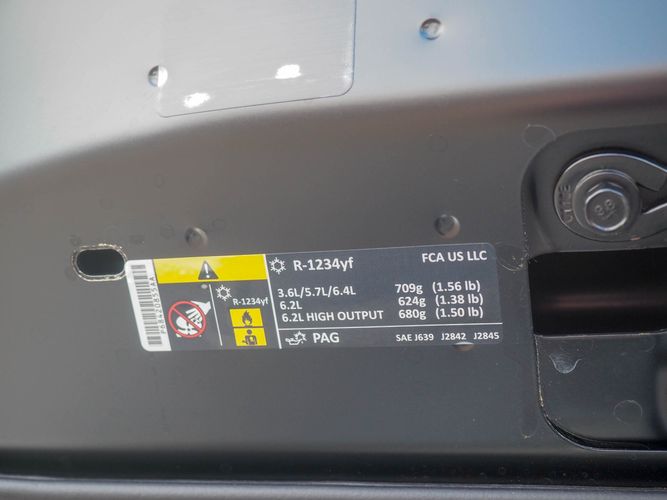 P68420855AA
R-1234yf
R-1234yf FCA US LLC
3.6L/5.7L/6.4L 709g (1.56 lb)
6.2L 624g (1.38 lb)
6.2L HIGH OUTPUT 680g (1.50 lb)
PAG SAE J639 J2842 J2845